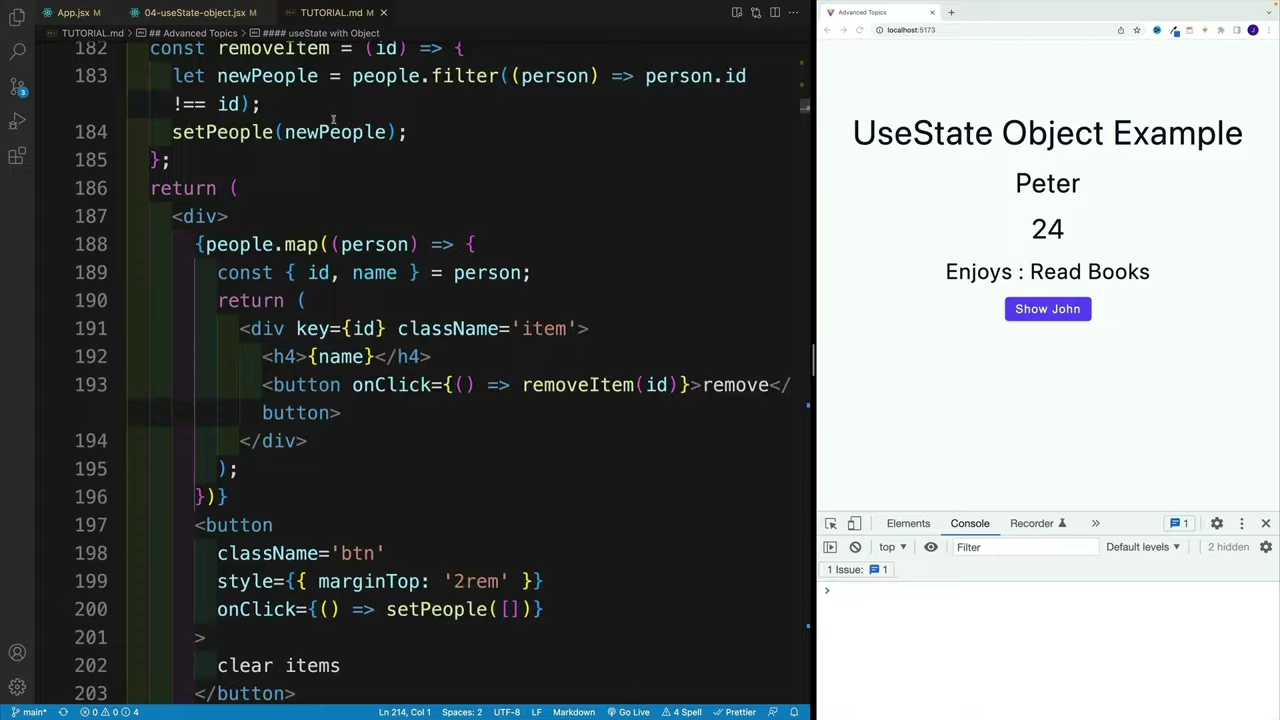 App.jsx M
04-useState-object.jsx M
TUTORIAL.md M
TUTORIAL.md
## Adva
#### useState with Object
182 const removeItem = (id) => {
183 let newPeople = people.filter((person) => person.id
!== id);
184 setPeople(newPeople);
185 };
186 return (
187 <div>
188 {people.map((person) => {
189 const { id, name } = person;
190 return (
191 <div key={id} className='item'>
192 <h4>{name}</h4>
193 <button onClick={() => removeItem(id)}>remove</
button>
194 </div>
195 );
196 })}
197 <button
198 className='btn'
199 style={{ marginTop: '2rem' }}
200 onClick={() => setPeople([])}
201 >
202 clear items
203 </button>
3
main*
0 0 4
Ln 214, Col 1
Spaces: 2
UTF-8
LF
Markdown
Go Live
4 Spell
Prettier
Advanced Topics
localhost:5173
J
UseState Object Example
Peter
24
Enjoys : Read Books
Show John
Elements
Console
Recorder
1
top
Filter
Default levels
2 hidden
1 Issue: 1